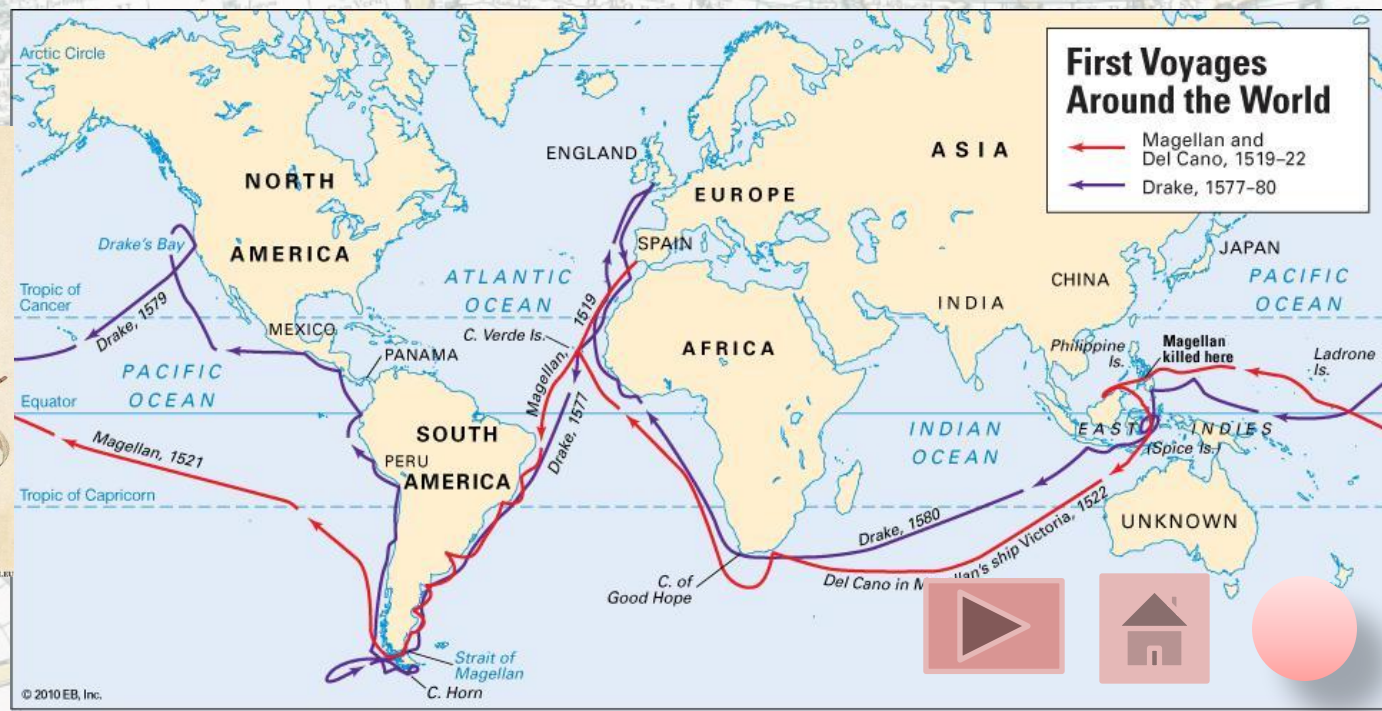 First Voyages
Around the World
Magellan and
Del Cano, 1519–22
Drake, 1577–80
Arctic Circle
ENGLAND
ASIA
NORTH
AMERICA
EUROPE
Drake's Bay
SPAIN
JAPAN
ATLANTIC
OCEAN
CHINA
PACIFIC
OCEAN
Tropic of
Cancer
Drake, 1579
INDIA
MEXICO
C. Verde Is.
Magellan, 1519
AFRICA
Philippine
Is.
Magellan
killed here
Ladrone
Is.
PANAMA
PACIFIC
OCEAN
Equator
Drake, 1577
SOUTH
AMERICA
INDIAN
OCEAN
EAST INDIES
(Spice Is.)
Magellan, 1521
PERU
Tropic of Capricorn
UNKNOWN
Drake, 1580
Del Cano in Victoria, 1522
ship
C. of
Good Hope
Strait of
Magellan
C. Horn
© 2010 EB, Inc.